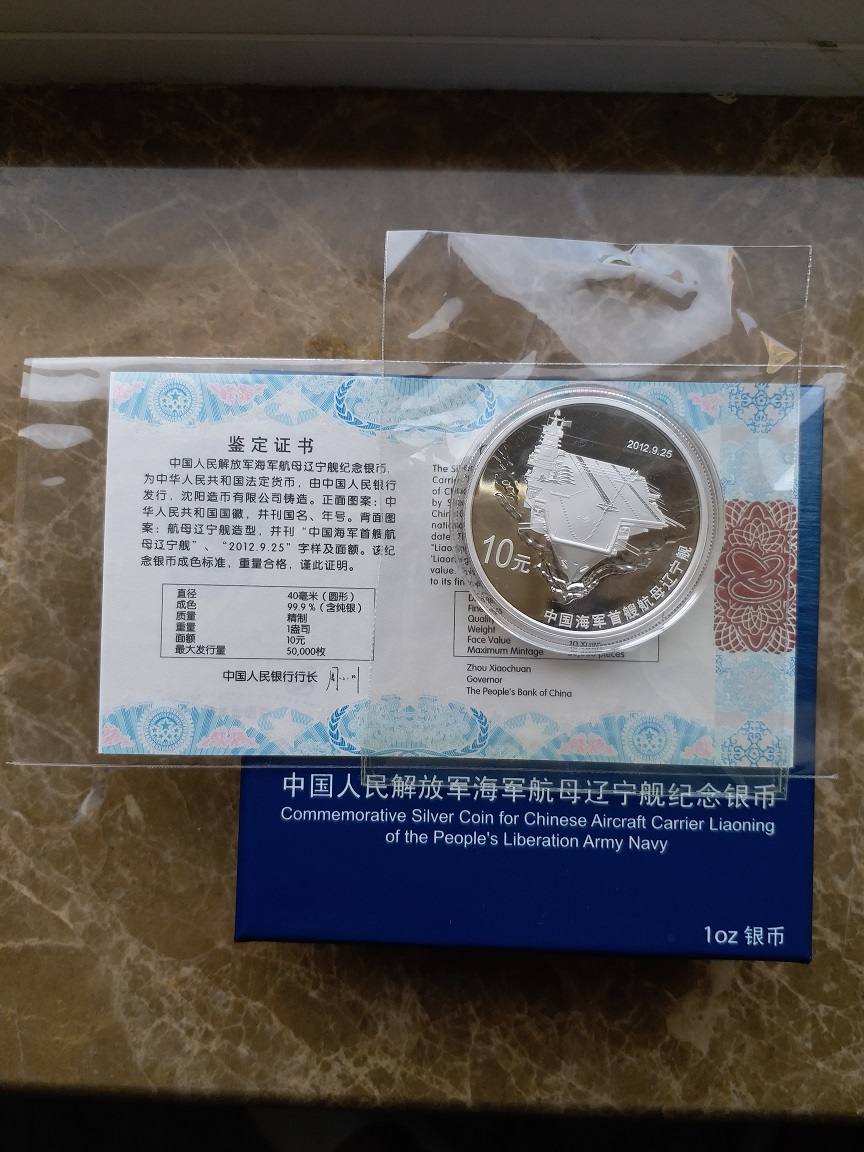 鉴定证书
中国人民解放军海军航母辽宁舰纪念银币,
为中华人民共和国法定货币，由中国人民银行
发行，沈阳造币有限公司铸造。正面图案：中
华人民共和国国徽，并刊国名、年号。背面图
案：航母辽宁舰造型，并刊“中国海军首艘航
母辽宁舰”、“2012.9.25”字样及面额。该纪
念银币成色标准，重量合格，谨此证明。
直径 40毫米（圆形）
成色 99.9％（含纯银）
质量 精制
重量 1盎司
面额 10元
最大发行量 50,000枚
中国人民银行行长
The
Carrier
of
by
national
date.
value.
to its
Quality
Weight
Face Value
Maximum Mintage pieces
Zhou Xiaochuan
Governor
The People's Bank of China
2012.9.25
10元
中国海军首艘航母辽宁舰
中国人民解放军海军航母辽宁舰纪念银币
Commemorative Silver Coin for Chinese Aircraft Carrier Liaoning
of the People's Liberation Army Navy
1oz 银币